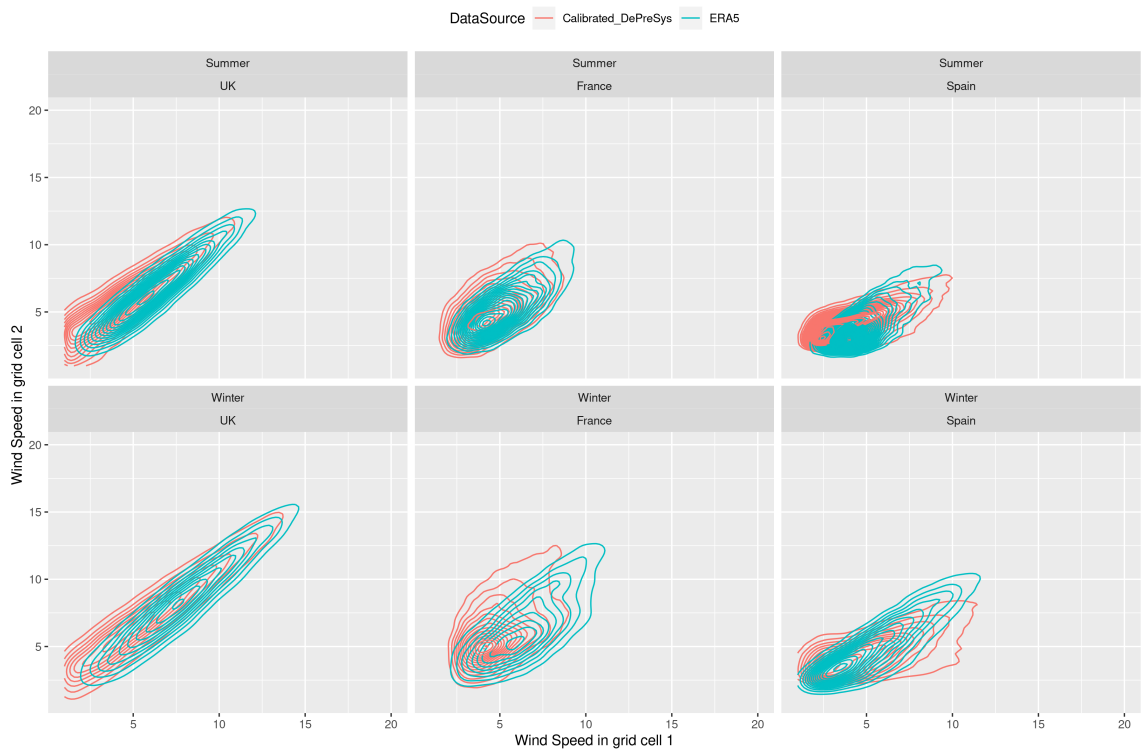 DataSource Calibrated_DePreSys ERA5
Summer Summer Summer
UK France Spain
20
15
10
5
Winter Winter Winter
UK France Spain
20
15
10
5
5 10 15 20 5 10 15 20 5 10 15 20
Wind Speed in grid cell 1
Wind Speed in grid cell 2